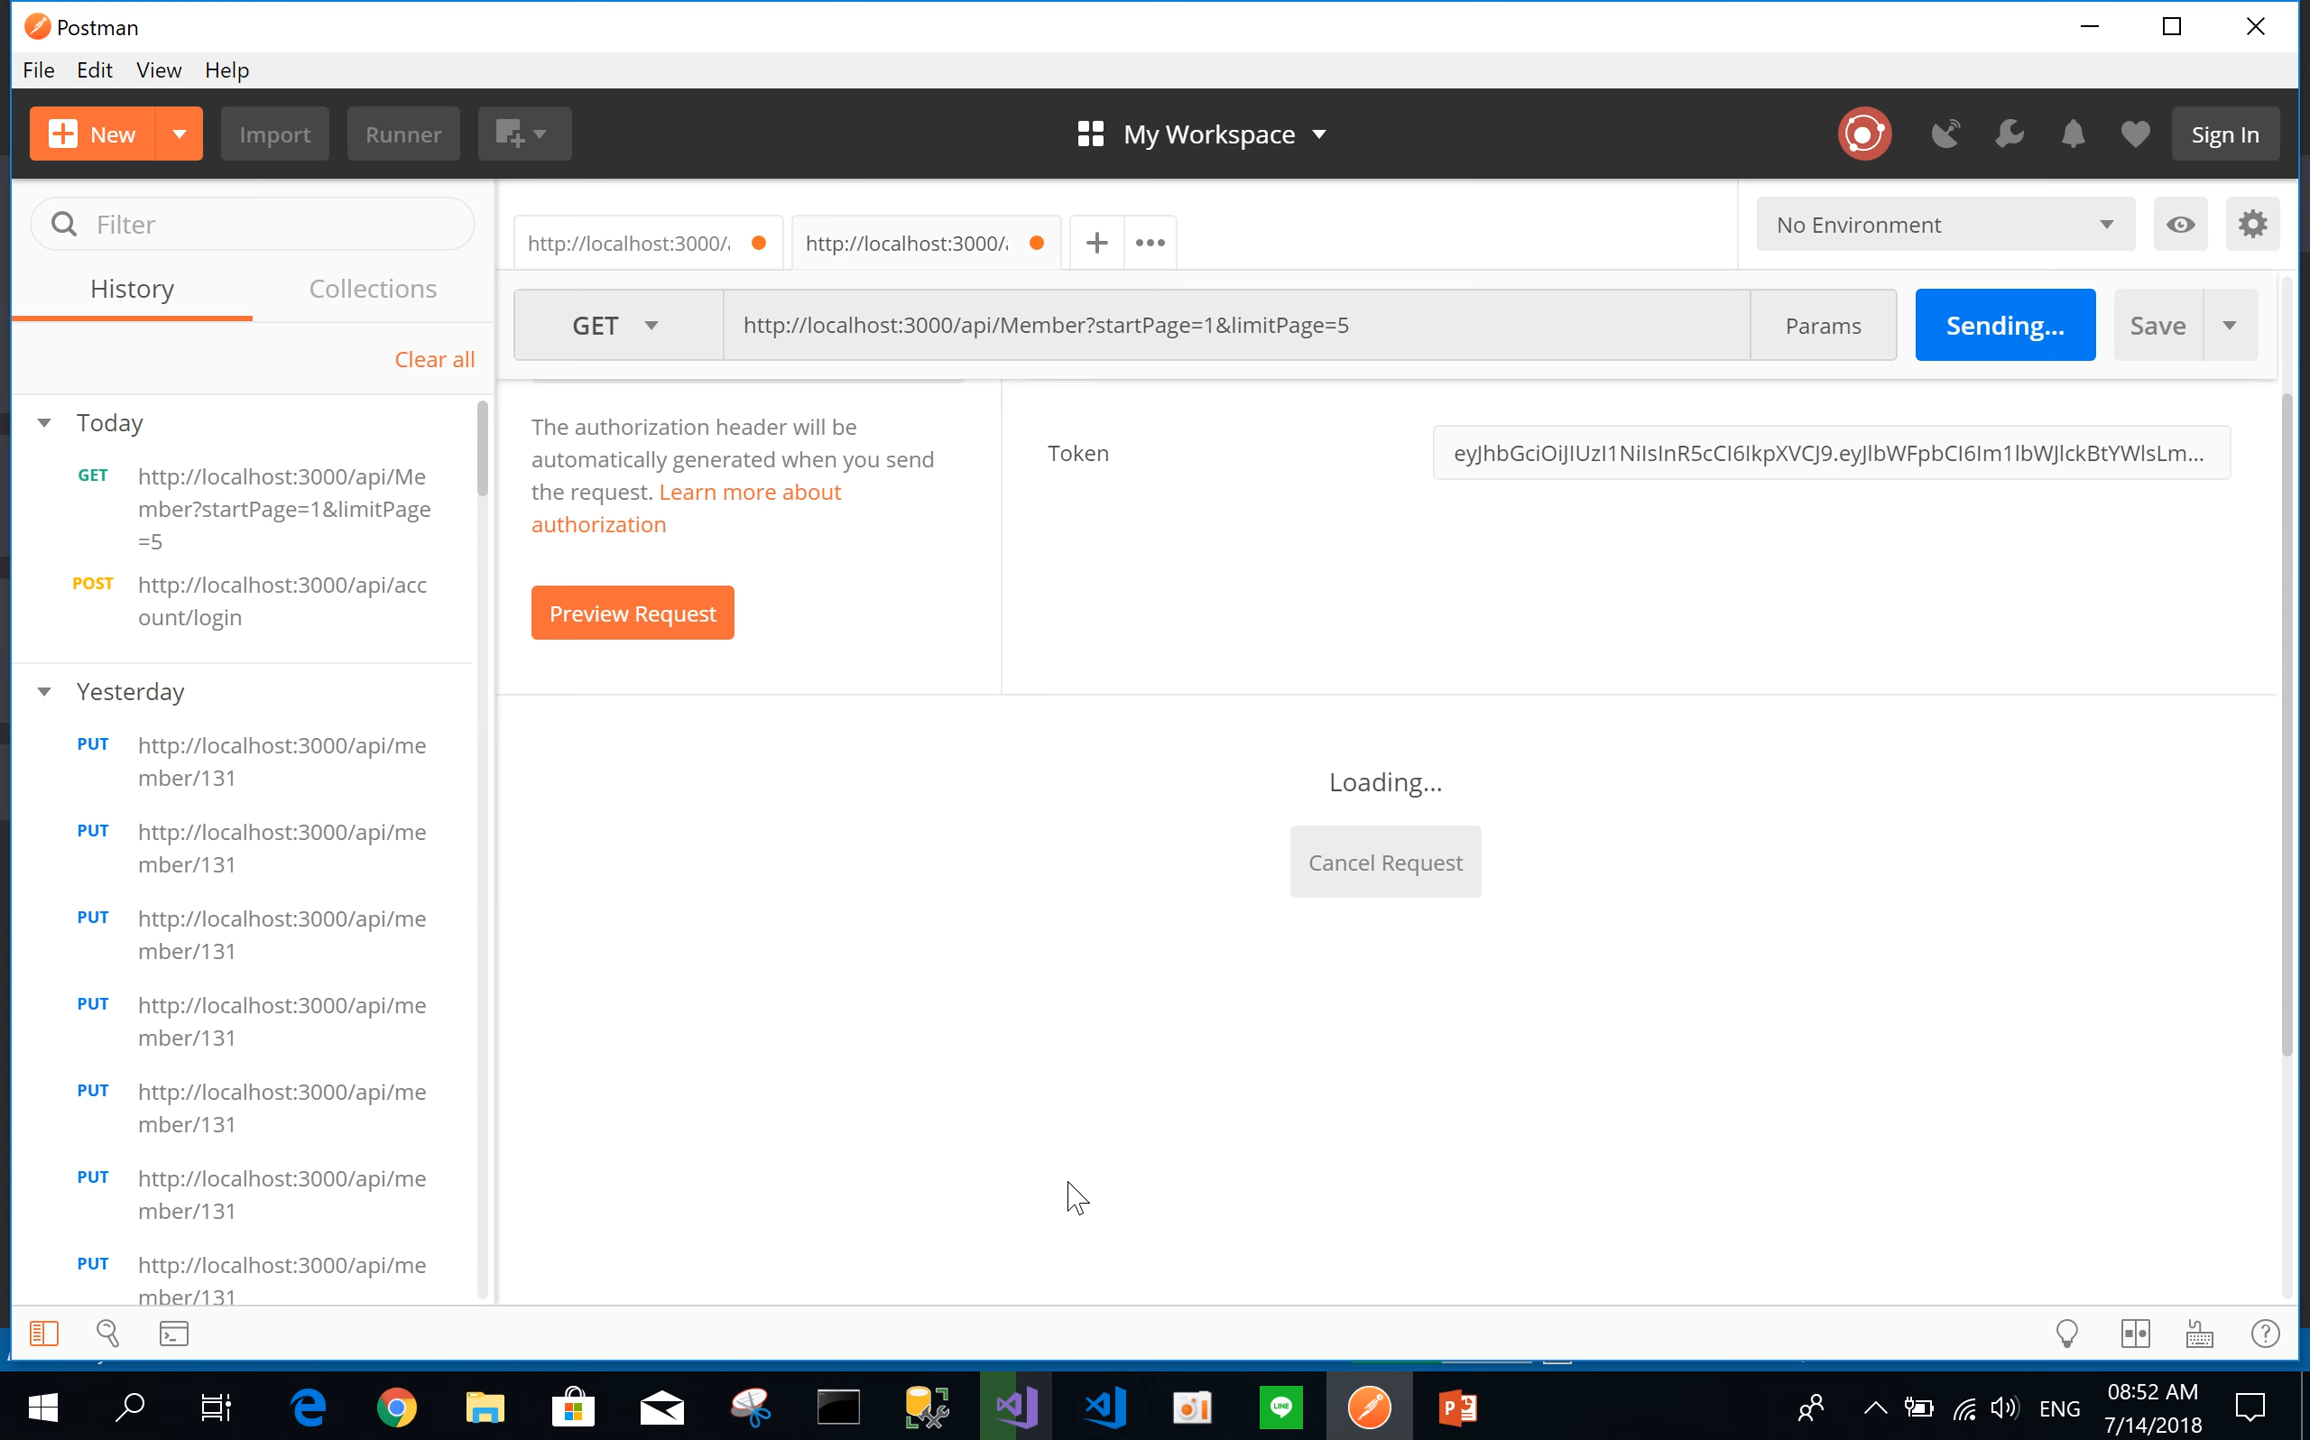 Postman
File Edit View Help
New Import Runner My Workspace Sign In
Filter
History Collections
Clear all
Today
GET http://localhost:3000/api/Me
mber?startPage=1&limitPage
=5
POST http://localhost:3000/api/acc
ount/login
Yesterday
PUT http://localhost:3000/api/me
mber/131
PUT http://localhost:3000/api/me
mber/131
PUT http://localhost:3000/api/me
mber/131
PUT http://localhost:3000/api/me
mber/131
PUT http://localhost:3000/api/me
mber/131
PUT http://localhost:3000/api/me
mber/131
PUT http://localhost:3000/api/me
mber/131
http://localhost:3000/ http://localhost:3000/ No Environment
GET http://localhost:3000/api/Member?startPage=1&limitPage=5 Params Sending... Save
The authorization header will be
automatically generated when you send
the request. Learn more about
authorization
Preview Request
Token
Loading...
Cancel Request
LINE
ENG
08:52 AM
7/14/2018